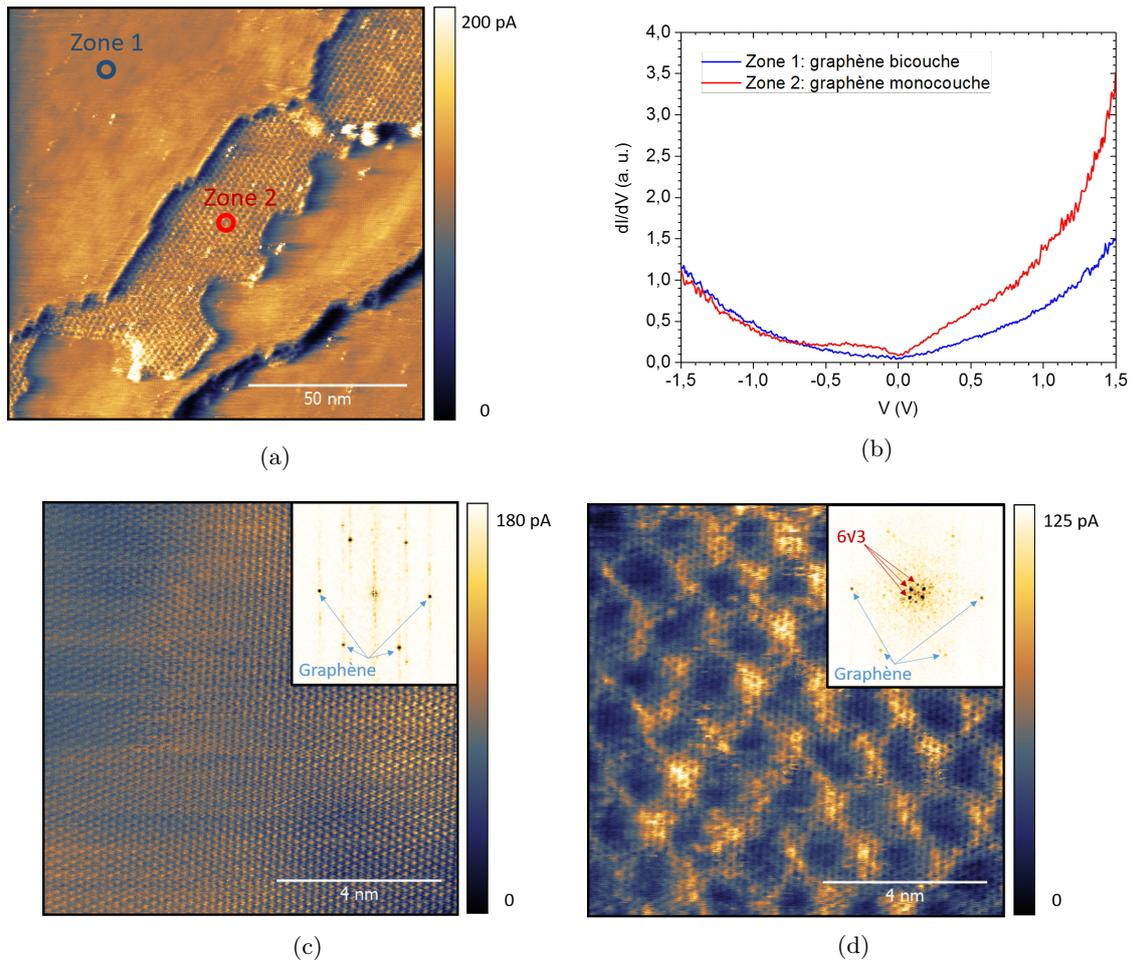 Zone 1
Zone 2
50 nm
200 pA
0
(a)
4,0
3,5
3,0
2,5
2,0
1,5
1,0
0,5
0,0
dI/dV (a. u.)
Zone 1: graphène bicouche
Zone 2: graphène monocouche
-1,5 -1,0 -0,5 0,0 0,5 1,0 1,5
V (V)
(b)
Graphène
4 nm
180 pA
0
(c)
6√3
Graphène
4 nm
125 pA
0
(d)